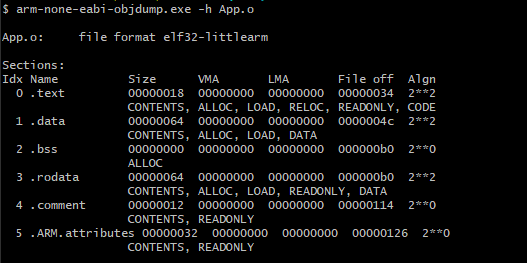 $ arm-none-eabi-objdump.exe -h App.o
App.o:     file format elf32-littlearm
Sections:
Idx Name          Size      VMA       LMA       File off  Algn
  0 .text         00000018  00000000  00000000  00000034  2**2
                  CONTENTS, ALLOC, LOAD, RELOC, READONLY, CODE
  1 .data         00000064  00000000  00000000  0000004c  2**2
                  CONTENTS, ALLOC, LOAD, DATA
  2 .bss          00000000  00000000  00000000  000000b0  2**0
                  ALLOC
  3 .rodata       00000064  00000000  00000000  000000b0  2**2
                  CONTENTS, ALLOC, LOAD, READONLY, DATA
  4 .comment      00000012  00000000  00000000  00000114  2**0
                  CONTENTS, READONLY
  5 .ARM.attributes 00000032  00000000  00000000  00000126  2**0
                  CONTENTS, READONLY